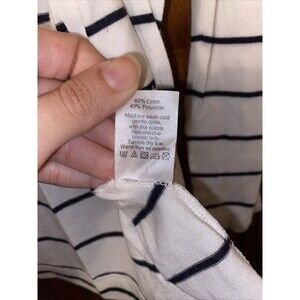 60% Cotton
40% Polyester
Machine wash cold
gentle cycle,
with like colors.
Non chlorine
bleach only.
Tumble dry low.
Warm iron as needed.